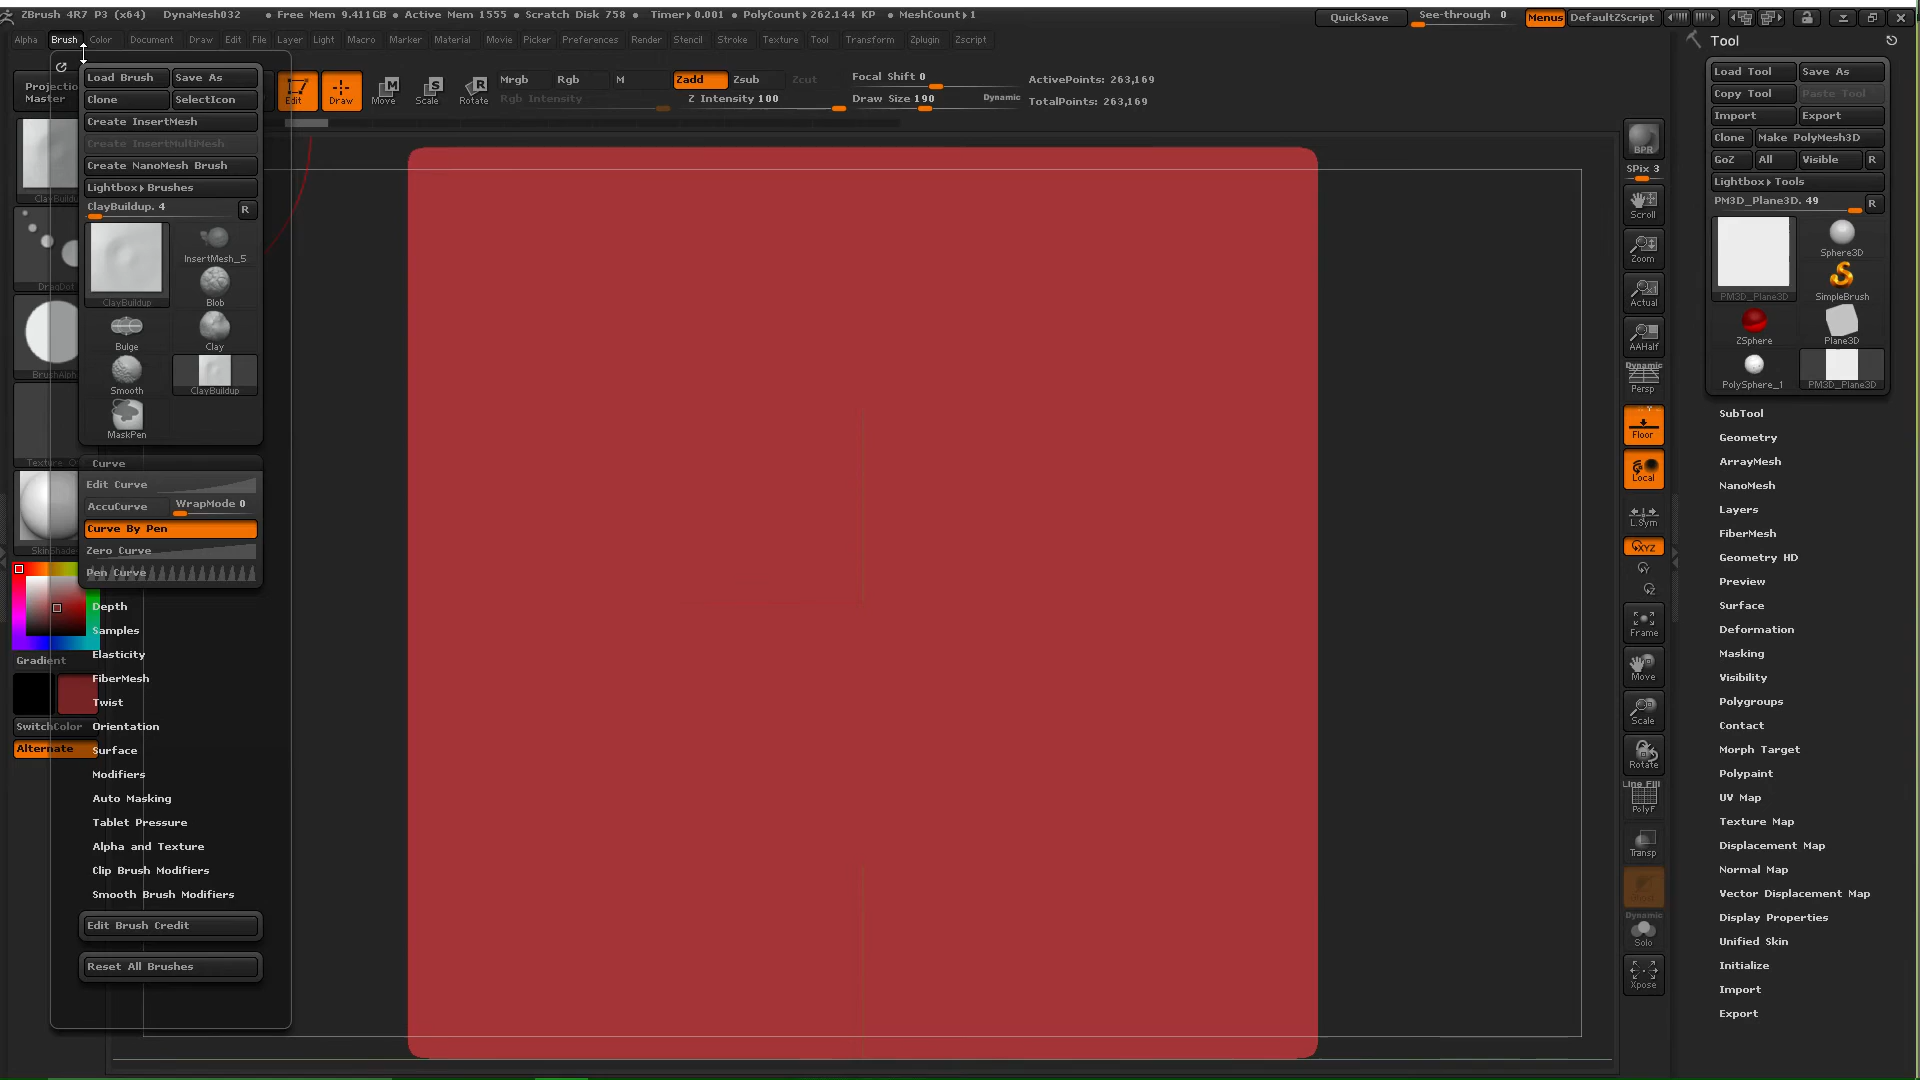 ZBrush 4R7 P3 (x64) DynaMesh032 • Free Mem 9.411GB • Active Mem 1555 • Scratch Disk 758 • Timer▸0.001 • PolyCount▸262.144 KP • MeshCount▸1
QuickSave See-through 0 Menus DefaultZScript
Alpha Brush Color Document Draw Edit File Layer Light Macro Marker Material Movie Picker Preferences Render Stencil Stroke Texture Tool Transform Zplugin Zscript
Projectio
Master
Load Brush Save As
Clone SelectIcon
Create InsertMesh
Create InsertMultiMesh
Create NanoMesh Brush
Lightbox▸Brushes
ClayBuildup. 4 R
ClayBuildup
InsertMesh_5
Blob
Bulge Clay
Smooth ClayBuildup
MaskPen
Curve
Edit Curve
AccuCurve WrapMode 0
Curve By Pen
Zero Curve
Pen Curve
Depth
Samples
Elasticity
FiberMesh
Twist
Orientation
Surface
Modifiers
Auto Masking
Tablet Pressure
Alpha and Texture
Clip Brush Modifiers
Smooth Brush Modifiers
Edit Brush Credit
Reset All Brushes
Gradient
SwitchColor
Alternate
Edit Draw Move Scale Rotate
Mrgb Rgb M
Rgb Intensity
Zadd Zsub Zcut
Z Intensity 100
Focal Shift 0
Draw Size 190 Dynamic
ActivePoints: 263,169
TotalPoints: 263,169
BPR
SPix 3
Scroll
Zoom
Actual
AAHalf
Dynamic
Persp
Floor
Local
L.Sym
XYZ
Frame
Move
Scale
Rotate
Line Fill
PolyF
Transp
Dynamic
Solo
Xpose
Tool
Load Tool Save As
Copy Tool Paste Tool
Import Export
Clone Make PolyMesh3D
GoZ All Visible R
Lightbox▸Tools
PM3D_Plane3D. 49 R
PM3D_Plane3D
Sphere3D
SimpleBrush
ZSphere Plane3D
PolySphere_1 PM3D_Plane3D
SubTool
Geometry
ArrayMesh
NanoMesh
Layers
FiberMesh
Geometry HD
Preview
Surface
Deformation
Masking
Visibility
Polygroups
Contact
Morph Target
Polypaint
UV Map
Texture Map
Displacement Map
Normal Map
Vector Displacement Map
Display Properties
Unified Skin
Initialize
Import
Export